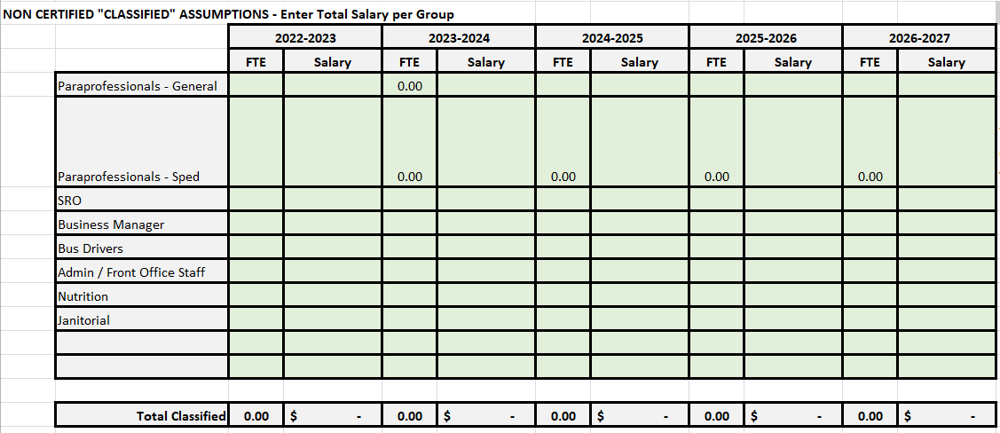 NON CERTIFIED "CLASSIFIED" ASSUMPTIONS - Enter Total Salary per Group
2022-2023 2023-2024 2024-2025 2025-2026 2026-2027
FTE Salary FTE Salary FTE Salary FTE Salary FTE Salary
Paraprofessionals - General 0.00
Paraprofessionals - Sped 0.00 0.00 0.00 0.00
SRO
Business Manager
Bus Drivers
Admin / Front Office Staff
Nutrition
Janitorial
Total Classified 0.00 $ - 0.00 $ - 0.00 $ - 0.00 $ - 0.00 $ -